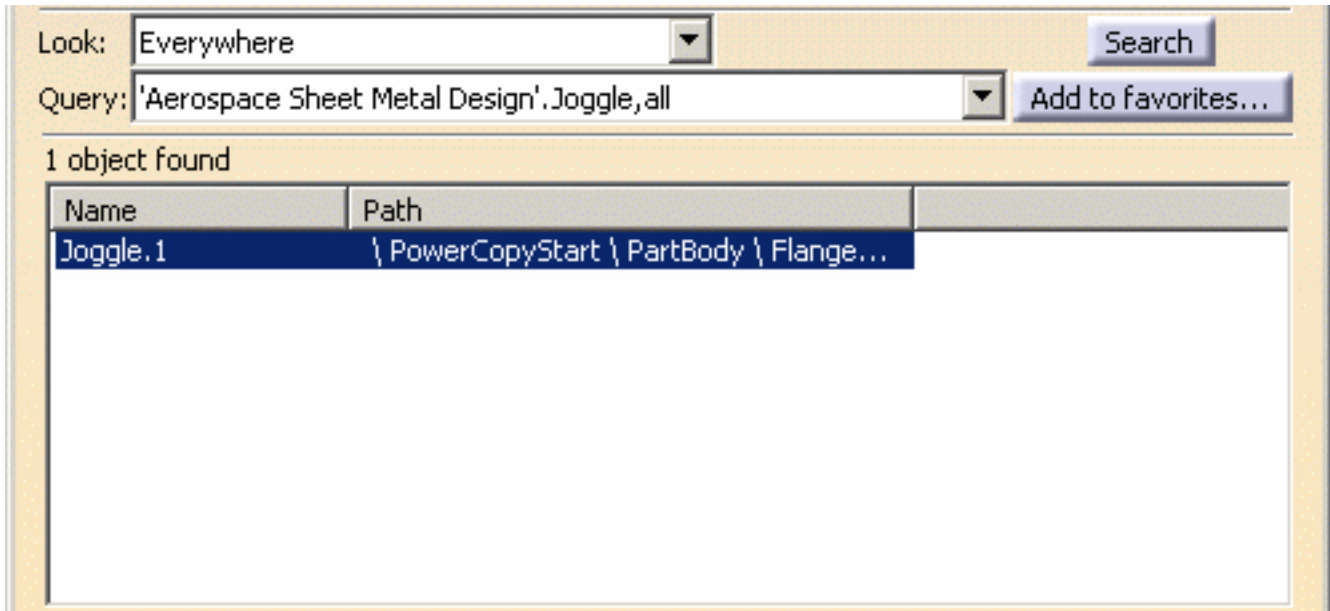 Look: Everywhere Search
Query: 'Aerospace Sheet Metal Design'.Joggle,all Add to favorites...
1 object found
Name Path
Joggle.1 \ PowerCopyStart \ PartBody \ Flange...